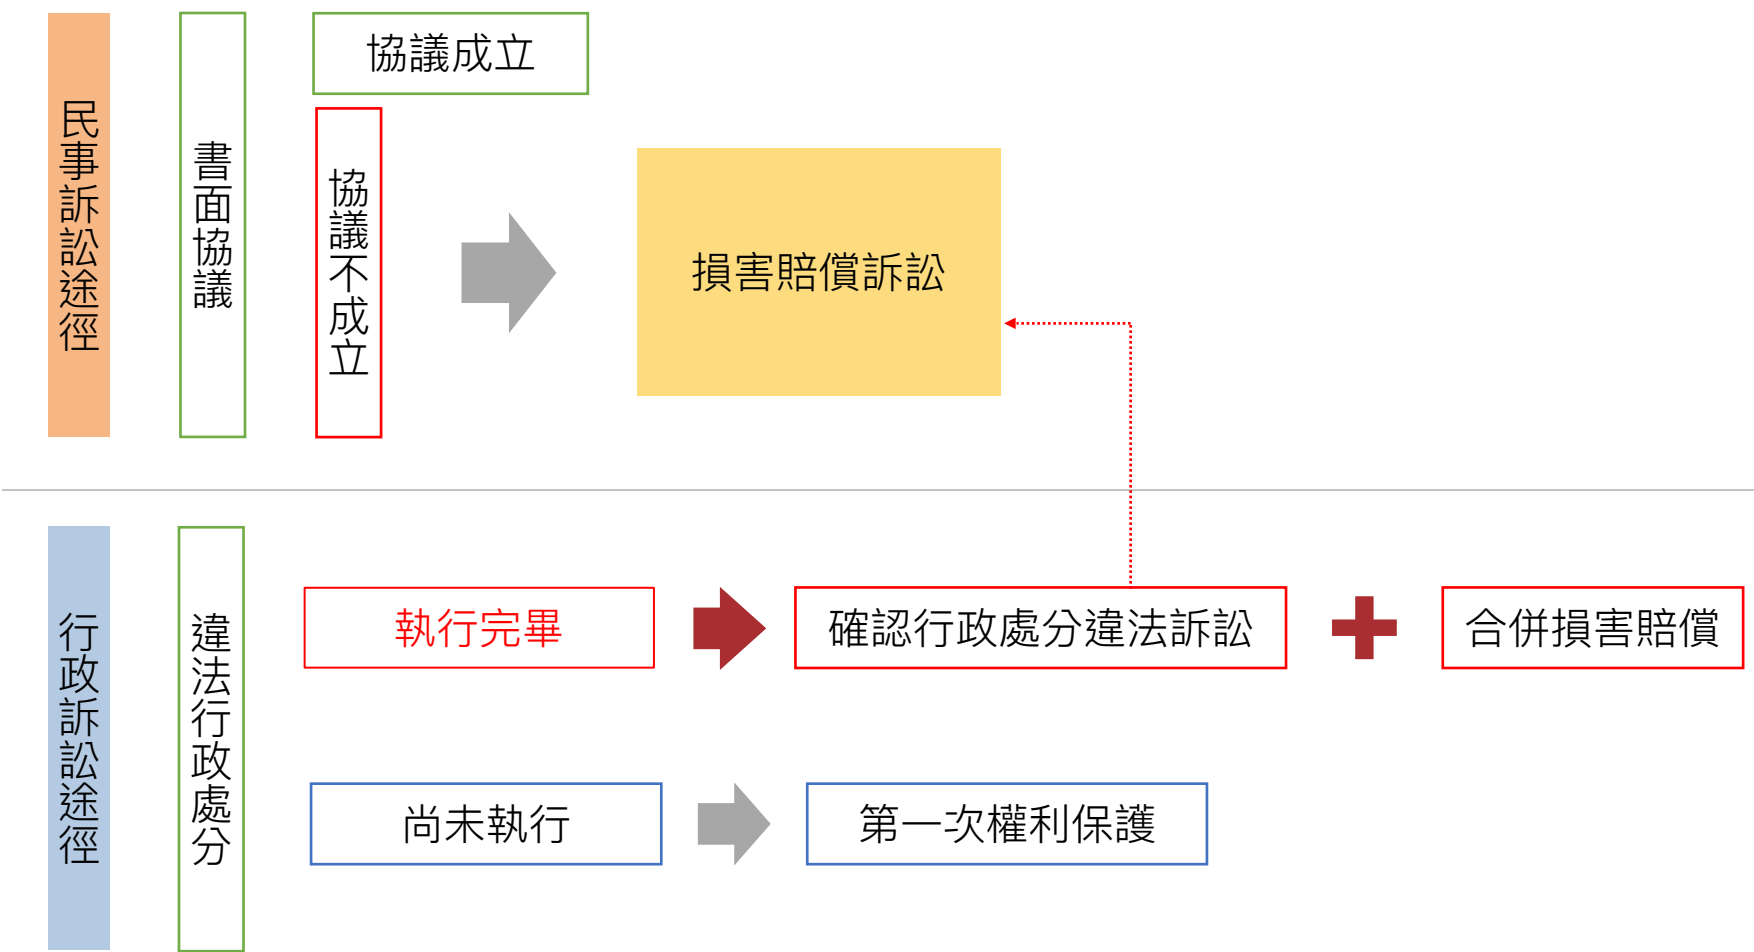 民事訴訟途徑
書面協議
協議成立
協議不成立
損害賠償訴訟
行政訴訟途徑
違法行政處分
執行完畢
確認行政處分違法訴訟
合併損害賠償
尚未執行
第一次權利保護